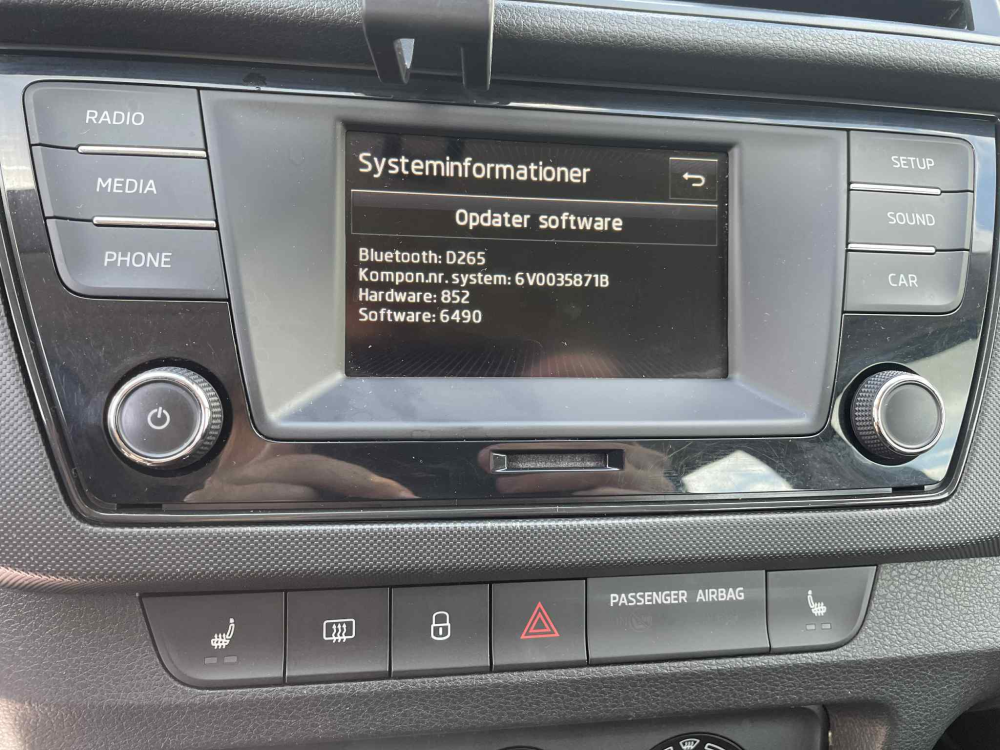 RADIO
MEDIA
PHONE
Systeminformationer
Opdater software
Bluetooth: D265
Kompon.nr. system: 6V0035871B
Hardware: 852
Software: 6490
SETUP
SOUND
CAR
PASSENGER AIRBAG